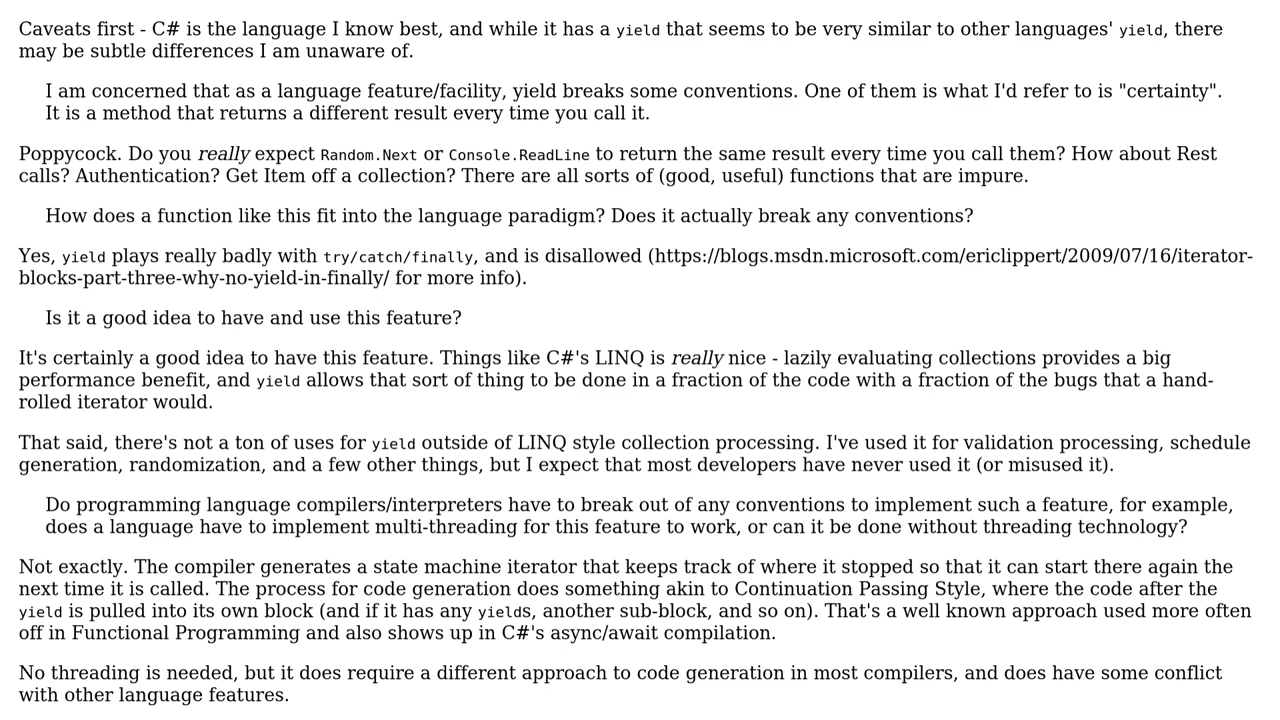 Caveats first - C# is the language I know best, and while it has a yield that seems to be very similar to other languages' yield, there
may be subtle differences I am unaware of.
I am concerned that as a language feature/facility, yield breaks some conventions. One of them is what I'd refer to is "certainty".
It is a method that returns a different result every time you call it.
Poppycock. Do you really expect Random.Next or Console.ReadLine to return the same result every time you call them? How about Rest
calls? Authentication? Get Item off a collection? There are all sorts of (good, useful) functions that are impure.
How does a function like this fit into the language paradigm? Does it actually break any conventions?
Yes, yield plays really badly with try/catch/finally, and is disallowed (https://blogs.msdn.microsoft.com/ericlippert/2009/07/16/iterator-
blocks-part-three-why-no-yield-in-finally/ for more info).
Is it a good idea to have and use this feature?
It's certainly a good idea to have this feature. Things like C#'s LINQ is really nice - lazily evaluating collections provides a big
performance benefit, and yield allows that sort of thing to be done in a fraction of the code with a fraction of the bugs that a hand-
rolled iterator would.
That said, there's not a ton of uses for yield outside of LINQ style collection processing. I've used it for validation processing, schedule
generation, randomization, and a few other things, but I expect that most developers have never used it (or misused it).
Do programming language compilers/interpreters have to break out of any conventions to implement such a feature, for example,
does a language have to implement multi-threading for this feature to work, or can it be done without threading technology?
Not exactly. The compiler generates a state machine iterator that keeps track of where it stopped so that it can start there again the
next time it is called. The process for code generation does something akin to Continuation Passing Style, where the code after the
yield is pulled into its own block (and if it has any yields, another sub-block, and so on). That's a well known approach used more often
off in Functional Programming and also shows up in C#'s async/await compilation.
No threading is needed, but it does require a different approach to code generation in most compilers, and does have some conflict
with other language features.